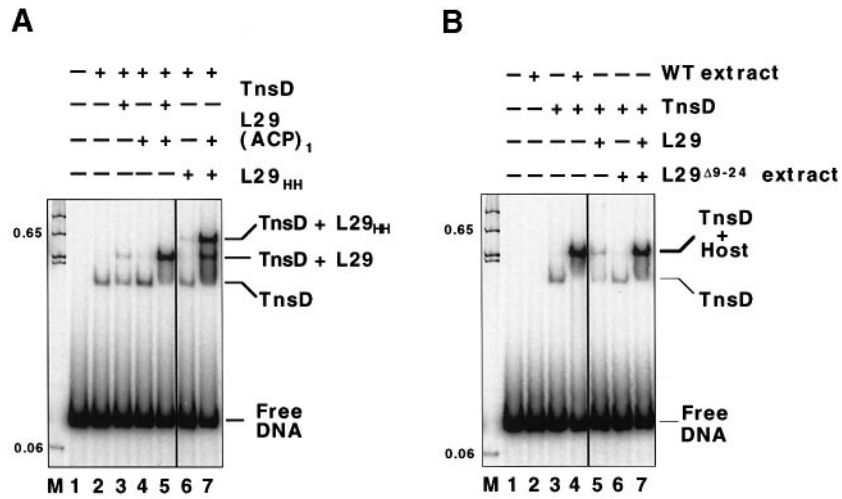 A
− + + + + + + TnsD
− − + − + − − L29
− − − + + − + (ACP)1
− − − − − + + L29HH
0.65
TnsD + L29HH
TnsD + L29
TnsD
Free
DNA
0.06
M 1 2 3 4 5 6 7
B
− + − + − − − WT extract
− − + + + + + TnsD
− − − − + − + L29
− − − − − + + L29Δ9-24 extract
0.65
TnsD
+
Host
TnsD
Free
DNA
0.06
M 1 2 3 4 5 6 7